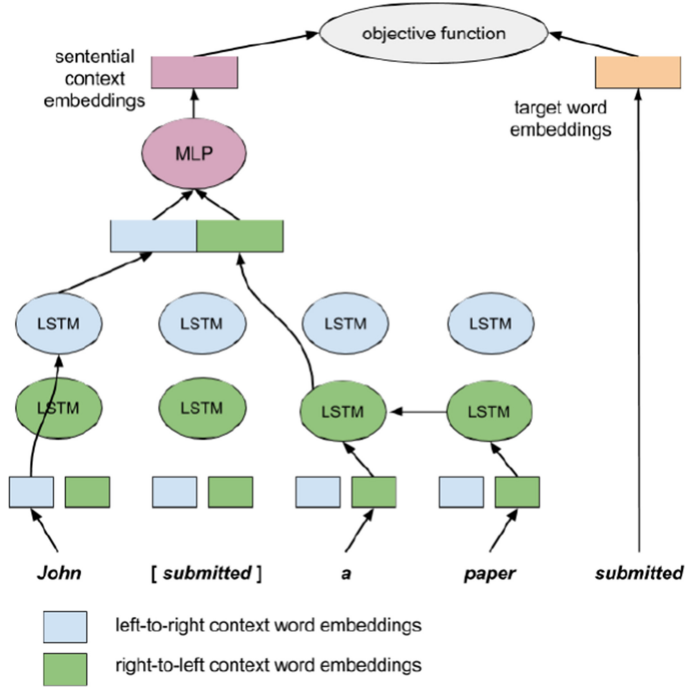 objective function
sentential
context
embeddings
target word
embeddings
MLP
LSTM LSTM LSTM LSTM
LSTM LSTM LSTM LSTM
John [ submitted ] a paper submitted
left-to-right context word embeddings
right-to-left context word embeddings